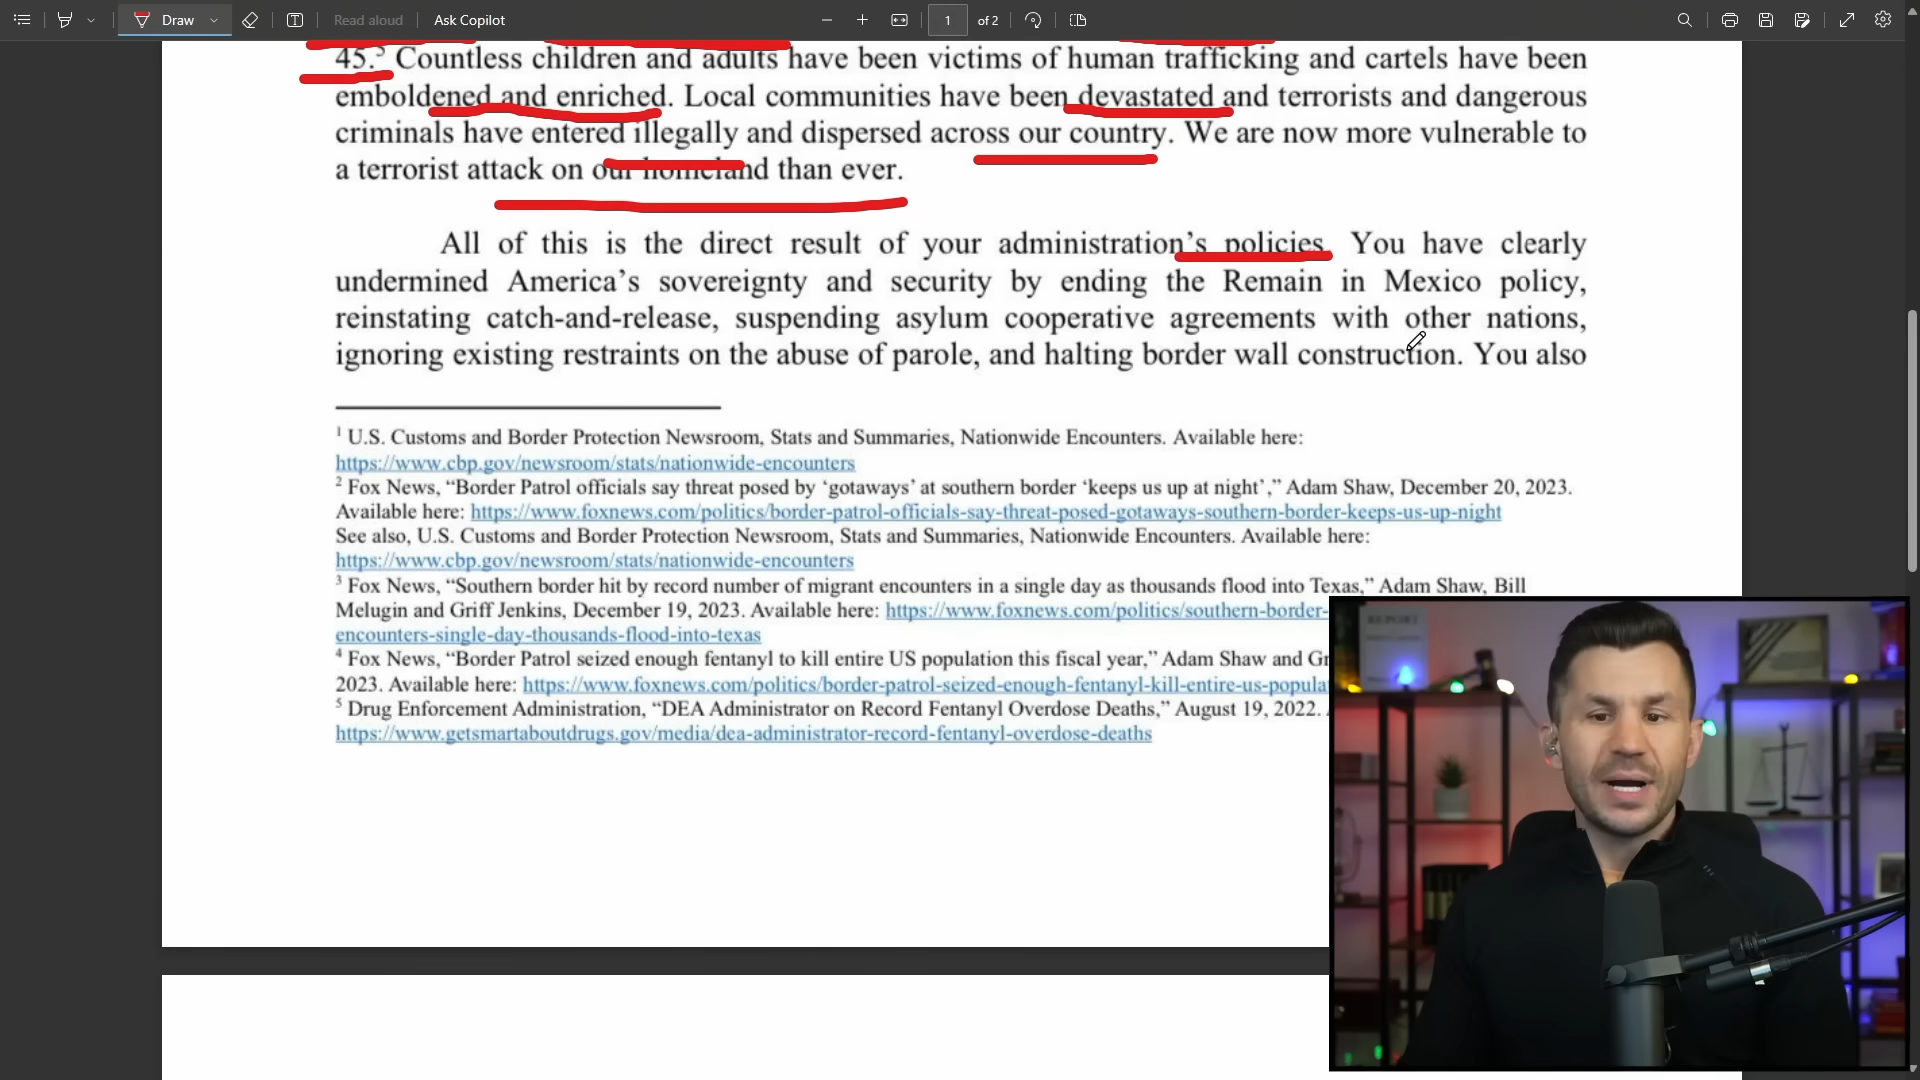 Draw
Read aloud
Ask Copilot
1 of 2
45.5 Countless children and adults have been victims of human trafficking and cartels have been
emboldened and enriched. Local communities have been devastated and terrorists and dangerous
criminals have entered illegally and dispersed across our country. We are now more vulnerable to
a terrorist attack on our homeland than ever.
All of this is the direct result of your administration’s policies. You have clearly
undermined America’s sovereignty and security by ending the Remain in Mexico policy,
reinstating catch-and-release, suspending asylum cooperative agreements with other nations,
ignoring existing restraints on the abuse of parole, and halting border wall construction. You also
1 U.S. Customs and Border Protection Newsroom, Stats and Summaries, Nationwide Encounters. Available here:
https://www.cbp.gov/newsroom/stats/nationwide-encounters
2 Fox News, “Border Patrol officials say threat posed by ‘gotaways’ at southern border ‘keeps us up at night’,” Adam Shaw, December 20, 2023.
Available here: https://www.foxnews.com/politics/border-patrol-officials-say-threat-posed-gotaways-southern-border-keeps-us-up-night
See also, U.S. Customs and Border Protection Newsroom, Stats and Summaries, Nationwide Encounters. Available here:
https://www.cbp.gov/newsroom/stats/nationwide-encounters
3 Fox News, “Southern border hit by record number of migrant encounters in a single day as thousands flood into Texas,” Adam Shaw, Bill
Melugin and Griff Jenkins, December 19, 2023. Available here: https://www.foxnews.com/politics/southern-border-
encounters-single-day-thousands-flood-into-texas
4 Fox News, “Border Patrol seized enough fentanyl to kill entire US population this fiscal year,” Adam Shaw and Gr
2023. Available here: https://www.foxnews.com/politics/border-patrol-seized-enough-fentanyl-kill-entire-us-popula
5 Drug Enforcement Administration, “DEA Administrator on Record Fentanyl Overdose Deaths,” August 19, 2022.
https://www.getsmartaboutdrugs.gov/media/dea-administrator-record-fentanyl-overdose-deaths
REPORT